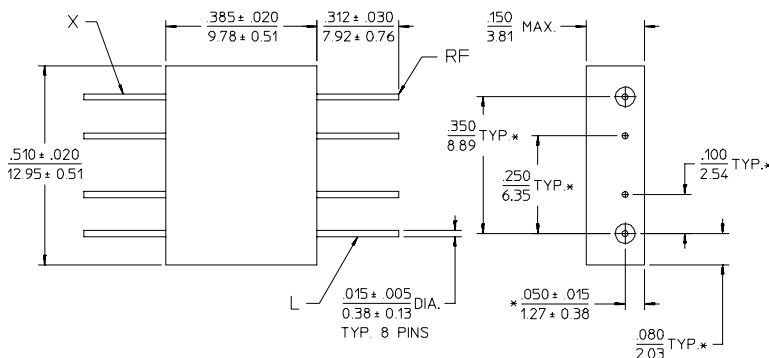 X
.385 ± .020
9.78 ± 0.51
.312 ± .030
7.92 ± 0.76
RF
.150 MAX.
3.81
.510 ± .020
12.95 ± 0.51
.350 TYP.*
8.89
.250 TYP.*
6.35
.100 TYP.*
2.54
L
.015 ± .005 DIA.
0.38 ± 0.13
TYP. 8 PINS
* .050 ± .015
1.27 ± 0.38
.080 TYP.*
2.03